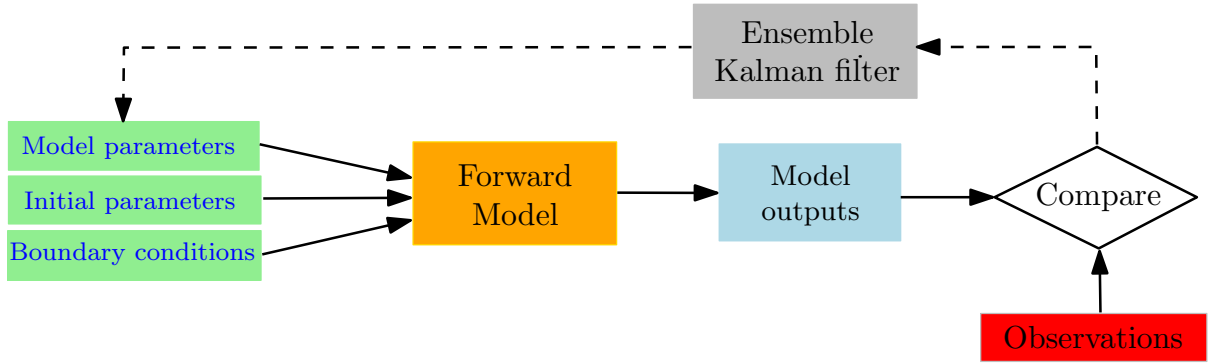 Ensemble
Kalman filter
Model parameters
Initial parameters
Boundary conditions
Forward
Model
Model
outputs
Compare
Observations